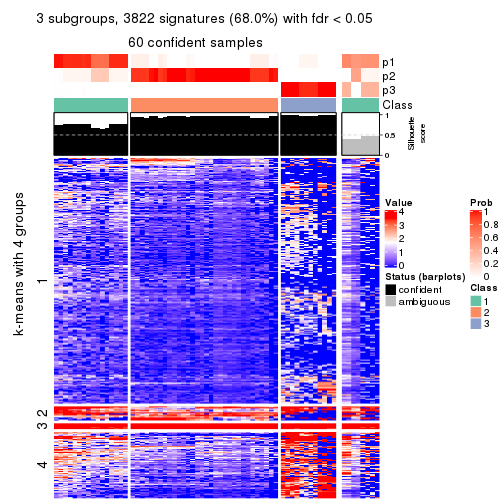 3 subgroups, 3822 signatures (68.0%) with fdr < 0.05
60 confident samples
p1
p2
p3
Class
1
0.5
0
Silhouette
score
k-means with 4 groups
1
2
3
4
Value
4
3
2
1
0
Status (barplots)
confident
ambiguous
Prob
1
0.8
0.6
0.4
0.2
0
Class
1
2
3